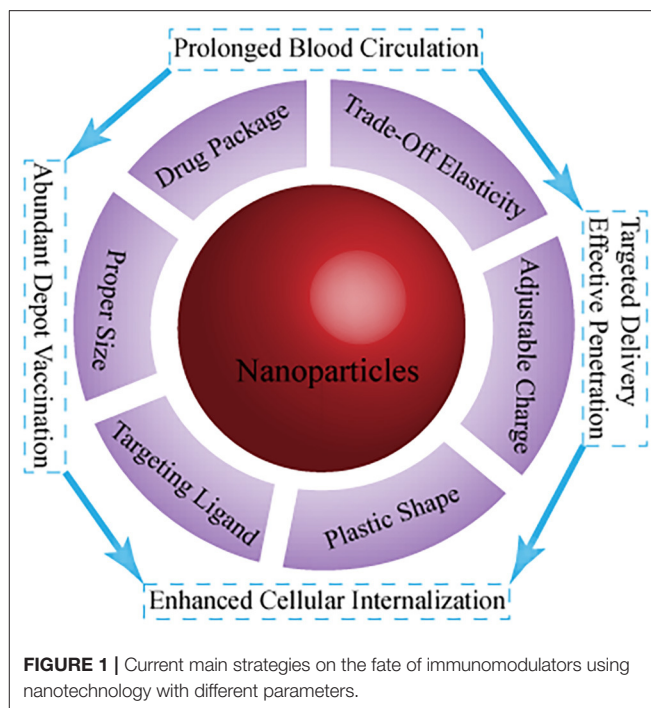 Prolonged Blood Circulation
Drug Package
Trade-Off Elasticity
Abundant Depot Vaccination
Proper Size
Nanoparticles
Adjustable Charge
Targeted Delivery
Effective Penetration
Targeting Ligand
Plastic Shape
Enhanced Cellular Internalization
FIGURE 1 | Current main strategies on the fate of immunomodulators using
nanotechnology with different parameters.